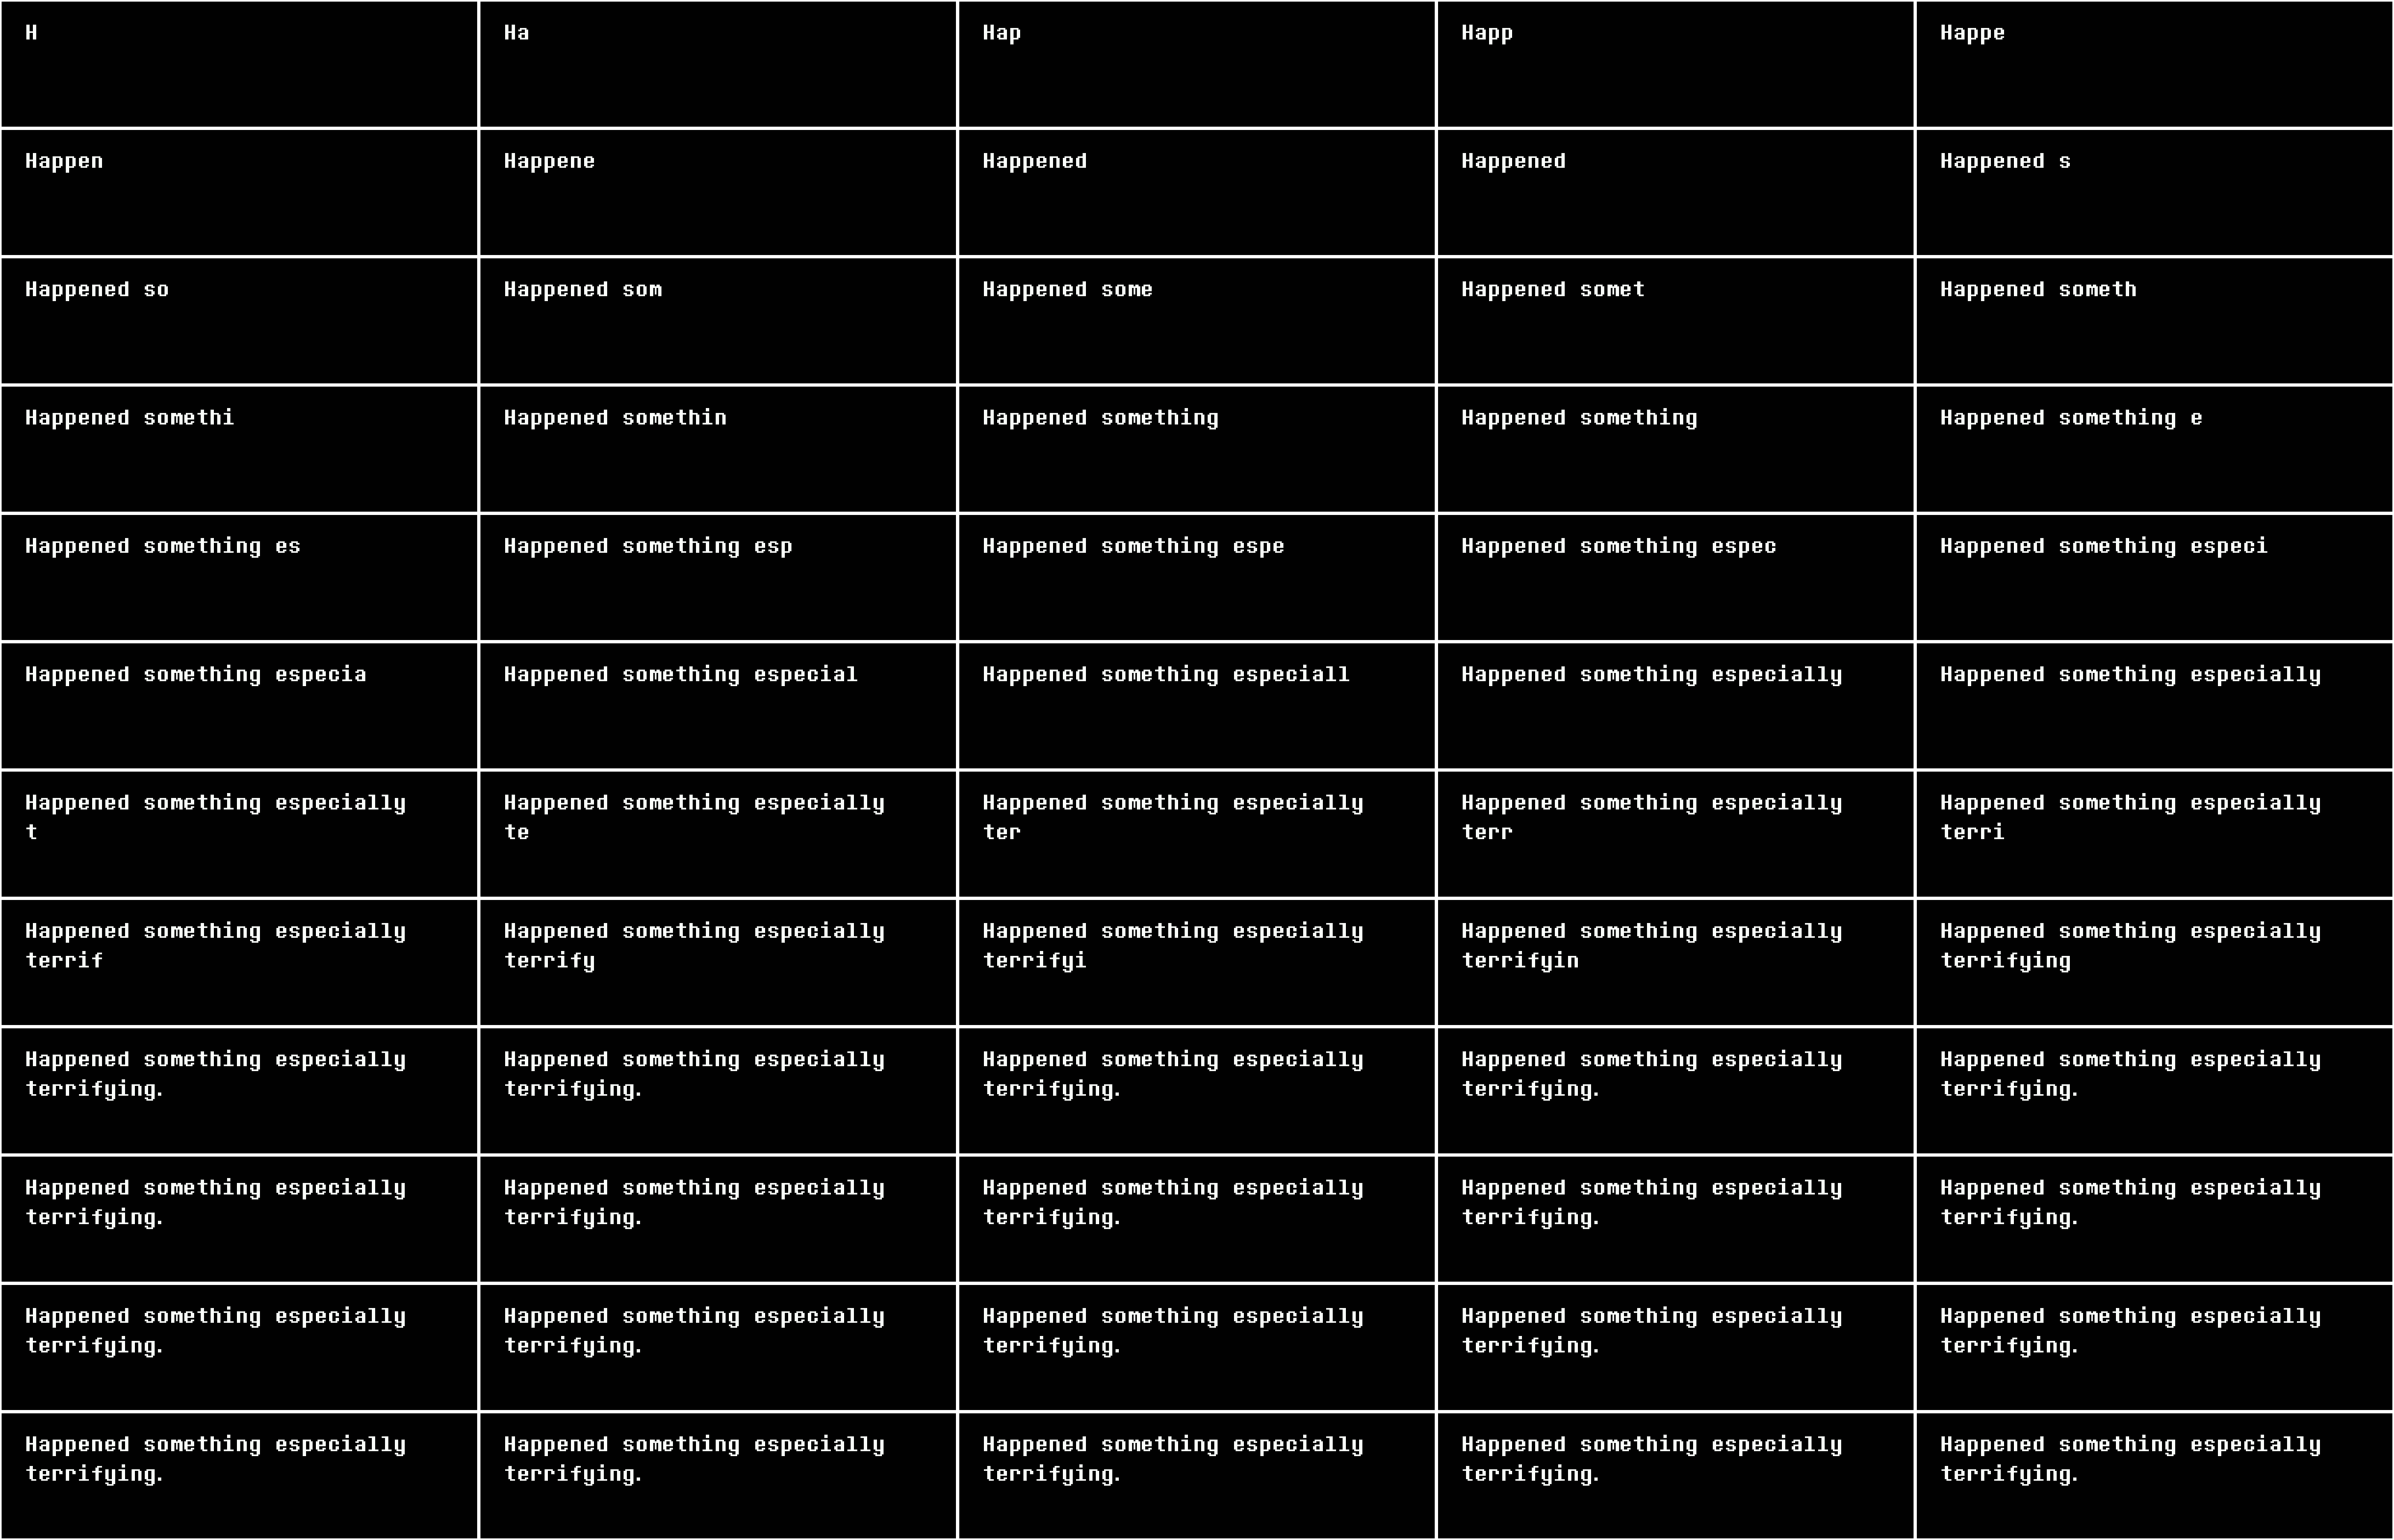 H
Ha
Hap
Happ
Happe
Happen
Happene
Happened
Happened
Happened s
Happened so
Happened som
Happened some
Happened somet
Happened someth
Happened somethi
Happened somethin
Happened something
Happened something
Happened something e
Happened something es
Happened something esp
Happened something espe
Happened something espec
Happened something especi
Happened something especia
Happened something especial
Happened something especiall
Happened something especially
Happened something especially
Happened something especially
t
Happened something especially
te
Happened something especially
ter
Happened something especially
terr
Happened something especially
terri
Happened something especially
terrif
Happened something especially
terrify
Happened something especially
terrifyi
Happened something especially
terrifyin
Happened something especially
terrifying
Happened something especially
terrifying.
Happened something especially
terrifying.
Happened something especially
terrifying.
Happened something especially
terrifying.
Happened something especially
terrifying.
Happened something especially
terrifying.
Happened something especially
terrifying.
Happened something especially
terrifying.
Happened something especially
terrifying.
Happened something especially
terrifying.
Happened something especially
terrifying.
Happened something especially
terrifying.
Happened something especially
terrifying.
Happened something especially
terrifying.
Happened something especially
terrifying.
Happened something especially
terrifying.
Happened something especially
terrifying.
Happened something especially
terrifying.
Happened something especially
terrifying.
Happened something especially
terrifying.